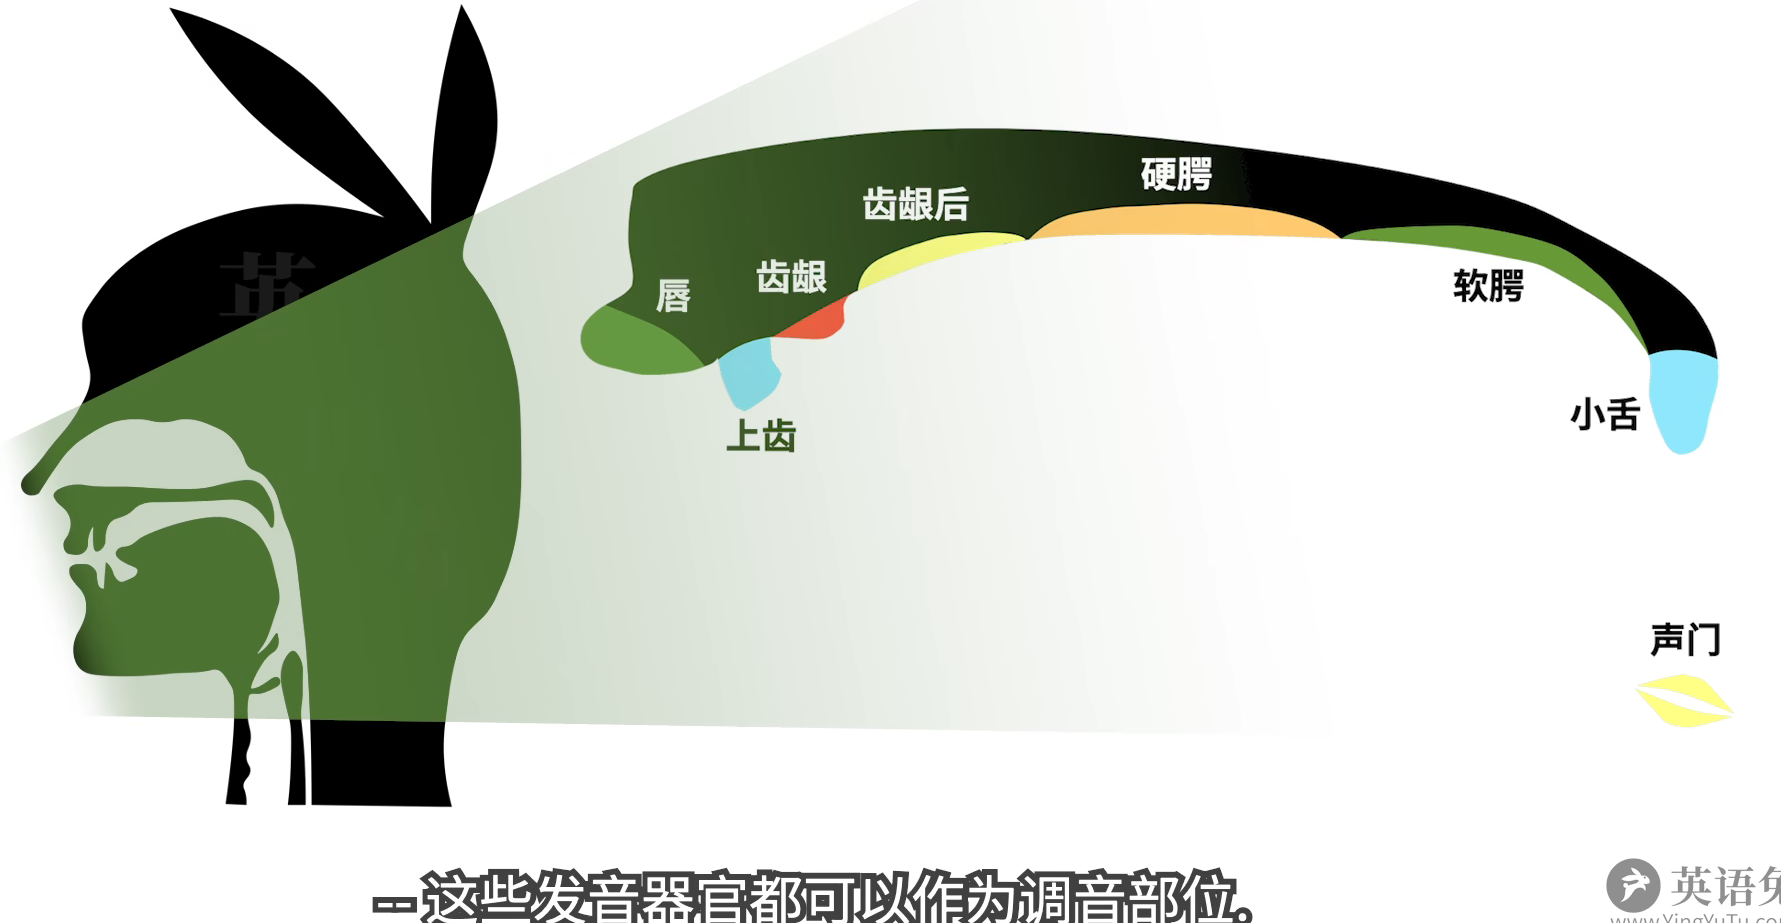 硬腭
齿龈后
齿龈
唇
软腭
上齿
小舌
声门
--这些发音器官都可以作为调音部位。
英
英语兔
www.YingYuTu.com